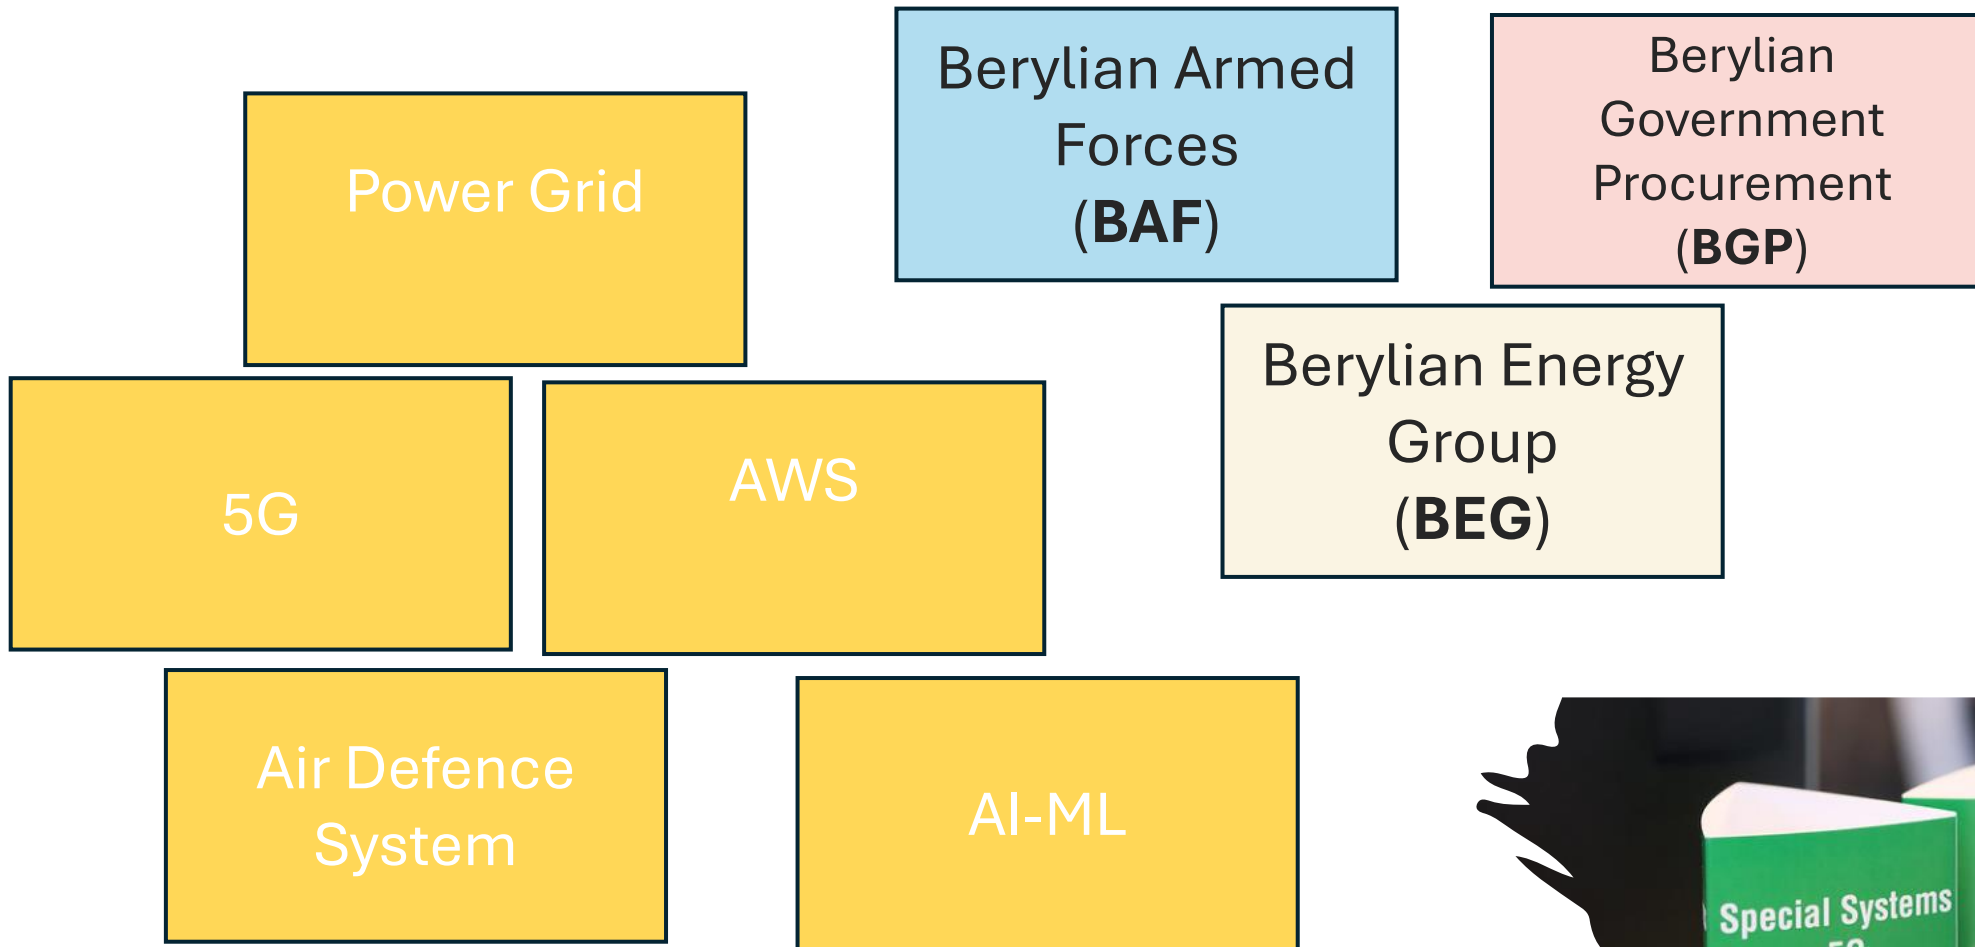 Berylian Armed
Forces
(BAF)
Berylian
Government
Procurement
(BGP)
Power Grid
Berylian Energy
Group
(BEG)
5G
AWS
Air Defence
System
AI-ML
Special Systems
5G